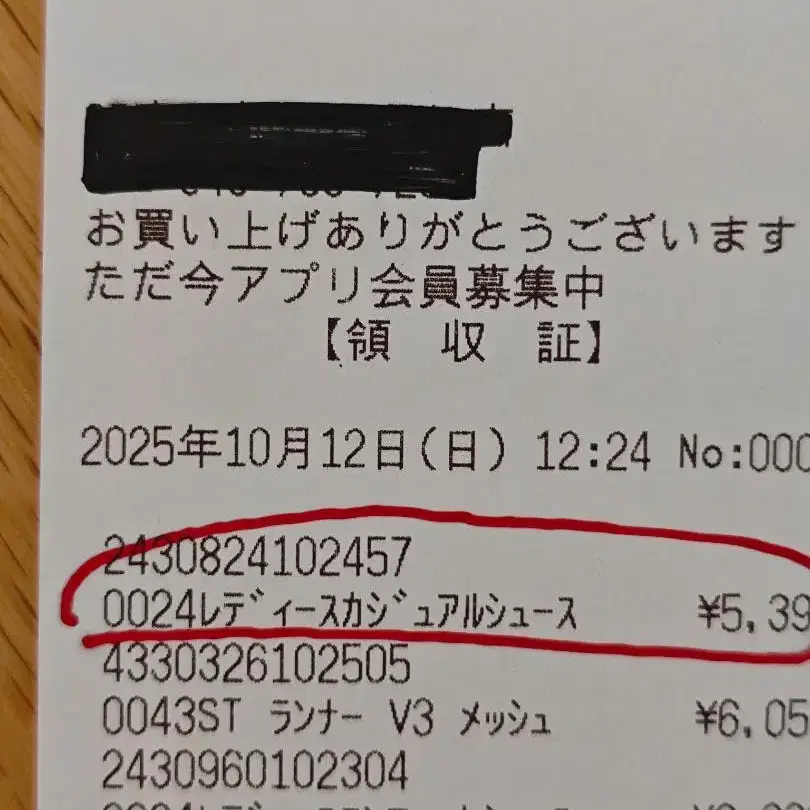 お買い上げありがとうございます
ただ今アプリ会員募集中
【領 収 証】
2025年10月12日(日) 12:24 No:000
2430824102457
0024ﾚﾃﾞｨｰｽｶｼﾞｭｱﾙｼｭｰｽ ¥5,39
4330326102505
0043ST ﾗﾝﾅｰ V3 ﾒｯｼｭ ¥6,05
2430960102304